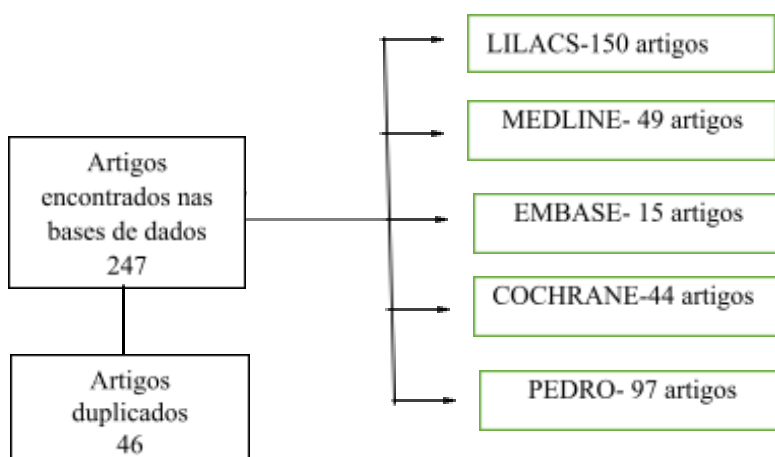 Artigos
encontrados nas
bases de dados
247
Artigos
duplicados
46
LILACS-150 artigos
MEDLINE- 49 artigos
EMBASE- 15 artigos
COCHRANE-44 artigos
PEDRO- 97 artigos